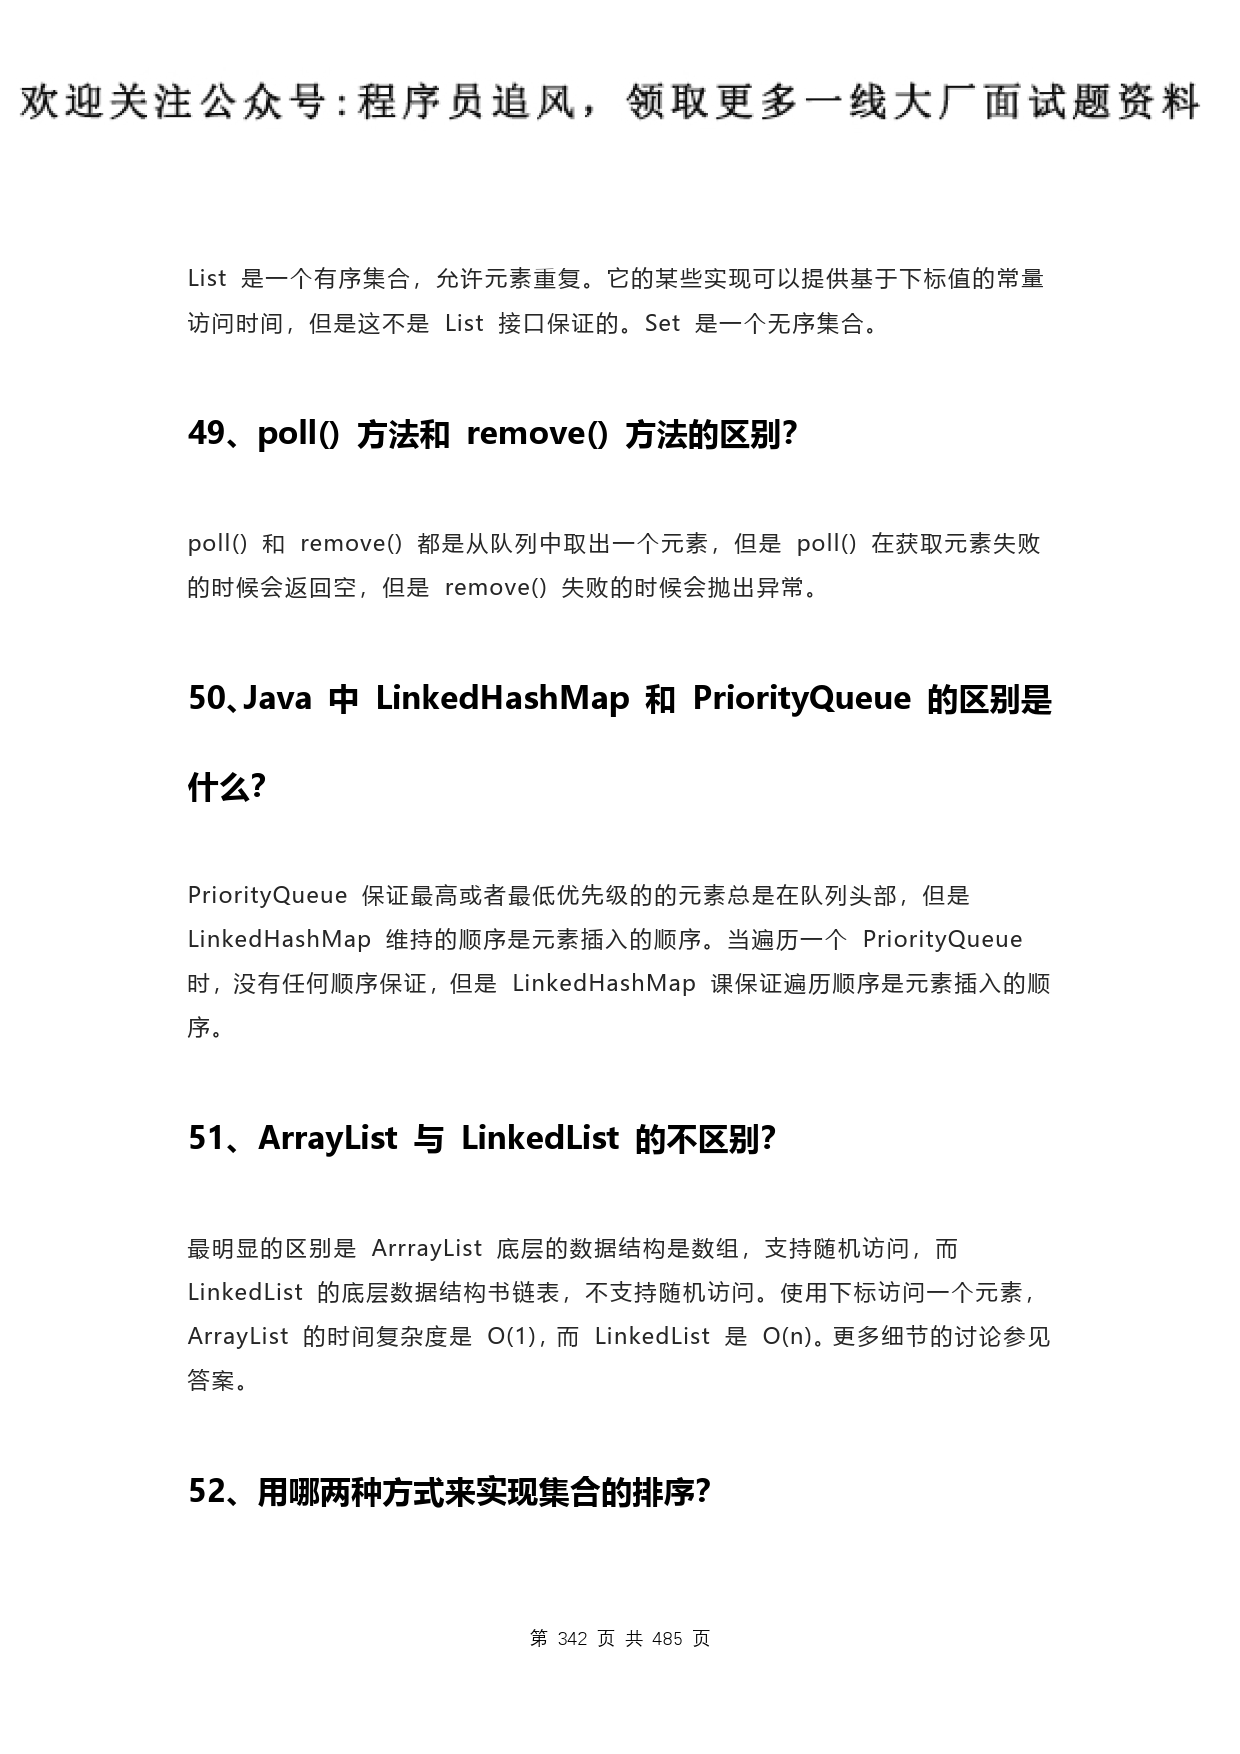 欢迎关注公众号:程序员追风，领取更多一线大厂面试题资料
List 是一个有序集合，允许元素重复。它的某些实现可以提供基于下标值的常量
访问时间，但是这不是 List 接口保证的。Set 是一个无序集合。
49、poll() 方法和 remove() 方法的区别？
poll() 和 remove() 都是从队列中取出一个元素，但是 poll() 在获取元素失败
的时候会返回空，但是 remove() 失败的时候会抛出异常。
50、Java 中 LinkedHashMap 和 PriorityQueue 的区别是
什么？
PriorityQueue 保证最高或者最低优先级的的元素总是在队列头部，但是
LinkedHashMap 维持的顺序是元素插入的顺序。当遍历一个 PriorityQueue
时，没有任何顺序保证，但是 LinkedHashMap 课保证遍历顺序是元素插入的顺
序。
51、ArrayList 与 LinkedList 的不区别？
最明显的区别是 ArrrayList 底层的数据结构是数组，支持随机访问，而
LinkedList 的底层数据结构书链表，不支持随机访问。使用下标访问一个元素，
ArrayList 的时间复杂度是 O(1)，而 LinkedList 是 O(n)。更多细节的讨论参见
答案。
52、用哪两种方式来实现集合的排序？
第 342 页 共 485 页